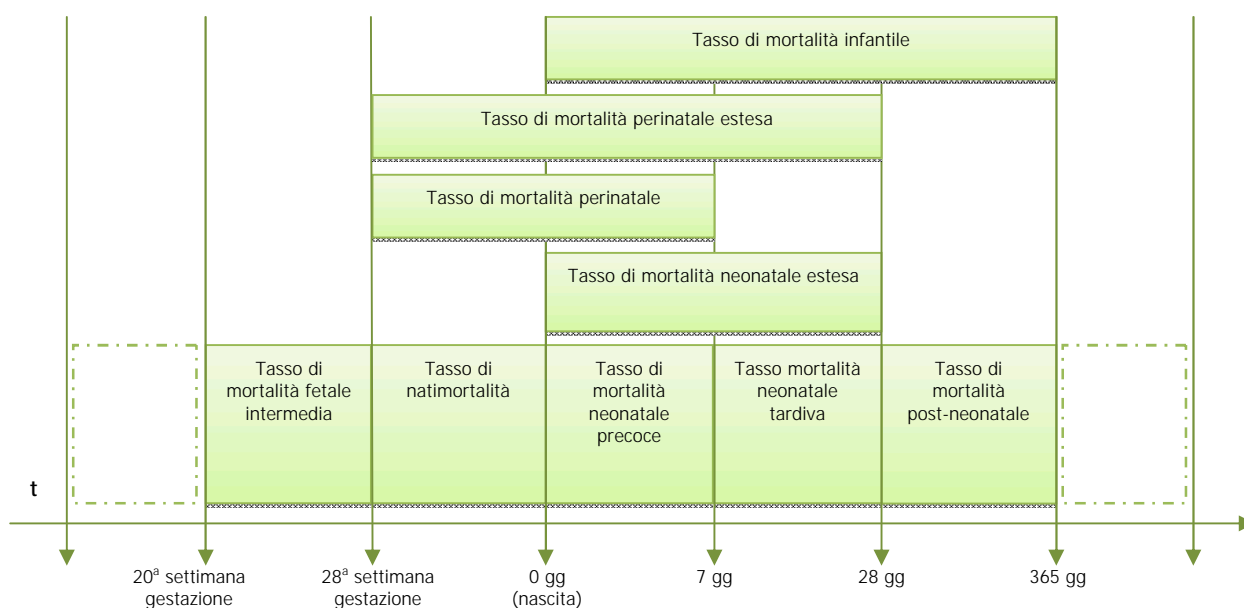 Tasso di mortalità infantile
Tasso di mortalità perinatale estesa
Tasso di mortalità perinatale
Tasso di mortalità neonatale estesa
Tasso di
mortalità fetale
intermedia
Tasso di
natimortalità
Tasso di
mortalità
neonatale
precoce
Tasso mortalità
neonatale
tardiva
Tasso di
mortalità
post-neonatale
t
20ª settimana
gestazione
28ª settimana
gestazione
0 gg
(nascita)
7 gg
28 gg
365 gg